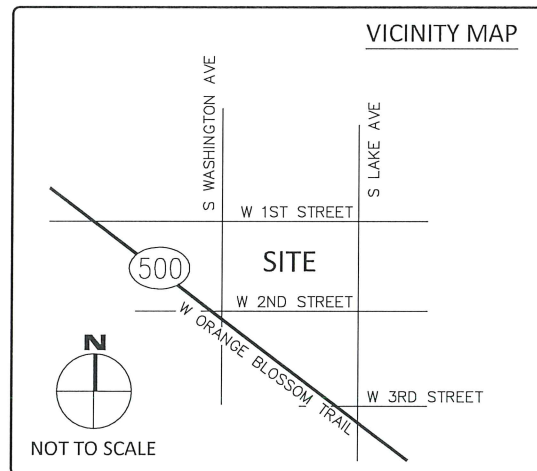 VICINITY MAP
S WASHINGTON AVE
S LAKE AVE
W 1ST STREET
500
SITE
W 2ND STREET
W ORANGE BLOSSOM TRAIL
W 3RD STREET
N
NOT TO SCALE